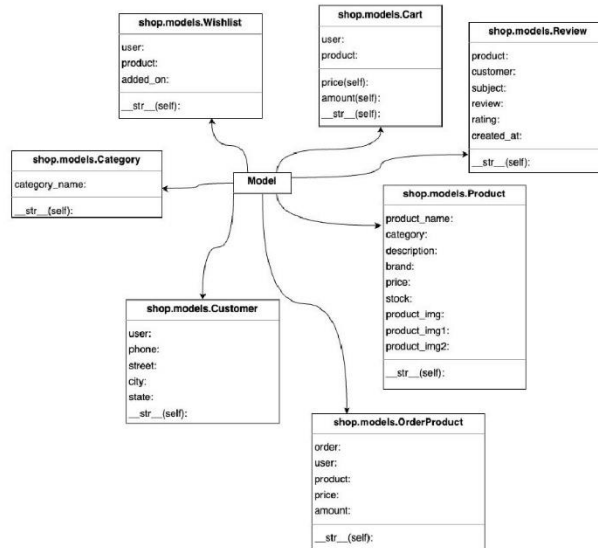 shop.models.Wishlist
user:
product:
added_on:
__str__(self):
shop.models.Cart
user:
product:
price(self):
amount(self):
__str__(self):
shop.models.Review
product:
customer:
subject:
review:
rating:
created_at:
__str__(self):
shop.models.Category
category_name:
__str__(self):
Model
shop.models.Product
product_name:
category:
description:
brand:
price:
stock:
product_img:
product_img1:
product_img2:
__str__(self):
shop.models.Customer
user:
phone:
street:
city:
state:
__str__(self):
shop.models.OrderProduct
order:
user:
product:
price:
amount:
__str__(self):